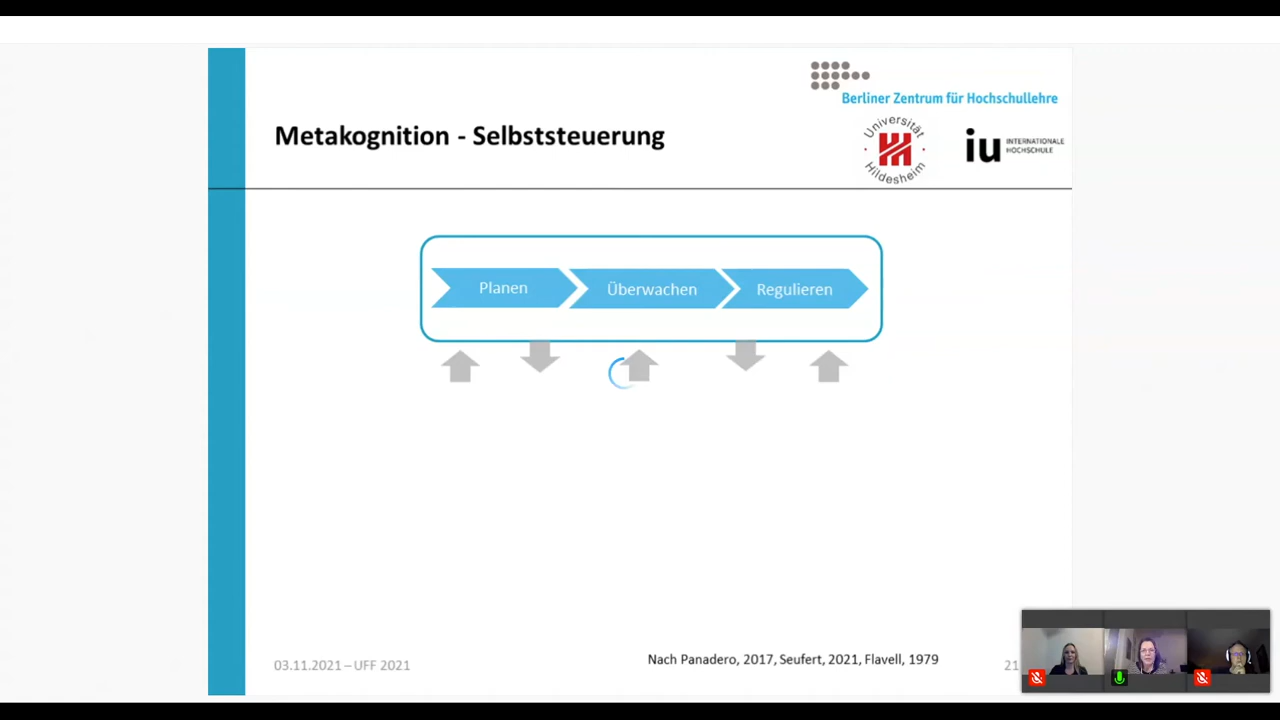 Berliner Zentrum für Hochschullehre
Metakognition - Selbststeuerung
Universität
Hildesheim
iu INTERNATIONALE
HOCHSCHULE
Planen
Überwachen
Regulieren
Nach Panadero, 2017, Seufert, 2021, Flavell, 1979
03.11.2021 – UFF 2021
21